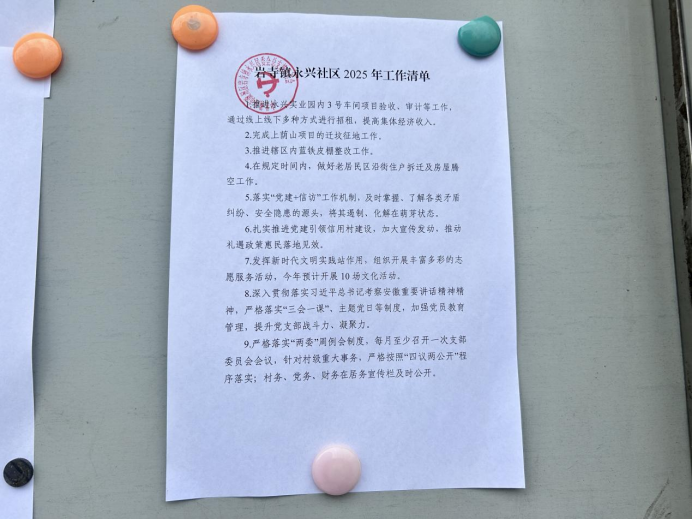 岩寺镇永兴社区 2025 年工作清单
1.推进永兴实业园内 3 号车间项目验收、审计等工作，
通过线上线下多种方式进行招租，提高集体经济收入。
2.完成上荫山项目的迁坟征地工作。
3.推进辖区内蓝铁皮棚整改工作。
4.在规定时间内，做好老居民区沿街住户拆迁及房屋腾
空工作。
5.落实“党建+信访”工作机制，及时掌握、了解各类矛盾
纠纷、安全隐患的源头，将其遏制、化解在萌芽状态。
6.扎实推进党建引领信用村建设，加大宣传发动，推动
礼遇政策惠民落地见效。
7.发挥新时代文明实践站作用，组织开展丰富多彩的志
愿服务活动，今年预计开展 10 场文化活动。
8.深入贯彻落实习近平总书记考察安徽重要讲话精神精
神，严格落实“三会一课”、主题党日等制度，加强党员教育
管理，提升党支部战斗力、凝聚力。
9.严格落实“两委”周例会制度，每月至少召开一次支部
委员会会议，针对村级重大事务，严格按照“四议两公开”程
序落实；村务、党务、财务在居务宣传栏及时公开。